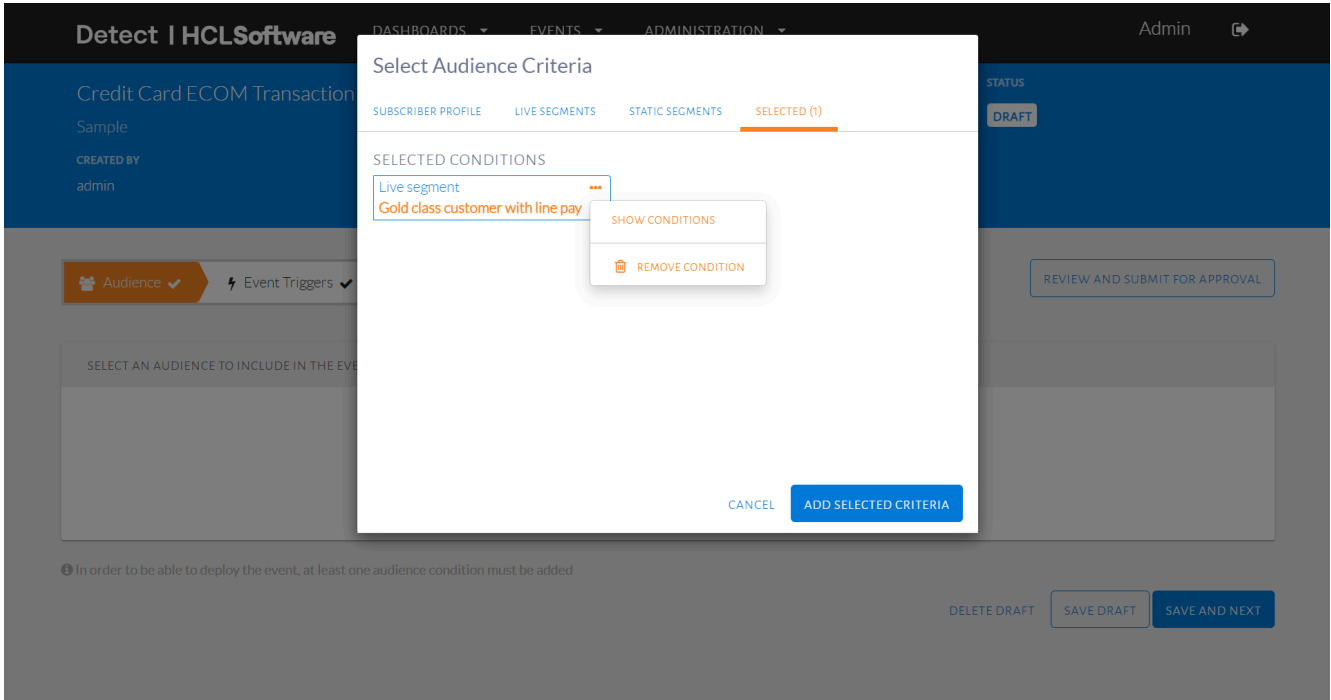 Detect | HCLSoftware
DASHBOARDS EVENTS ADMINISTRATION
Admin
Credit Card ECOM Transaction
Sample
CREATED BY
admin
STATUS
DRAFT
Select Audience Criteria
SUBSCRIBER PROFILE LIVE SEGMENTS STATIC SEGMENTS SELECTED (1)
SELECTED CONDITIONS
Live segment
Gold class customer with line pay
SHOW CONDITIONS
REMOVE CONDITION
CANCEL ADD SELECTED CRITERIA
Audience Event Triggers
REVIEW AND SUBMIT FOR APPROVAL
SELECT AN AUDIENCE TO INCLUDE IN THE EVE
In order to be able to deploy the event, at least one audience condition must be added
DELETE DRAFT SAVE DRAFT SAVE AND NEXT